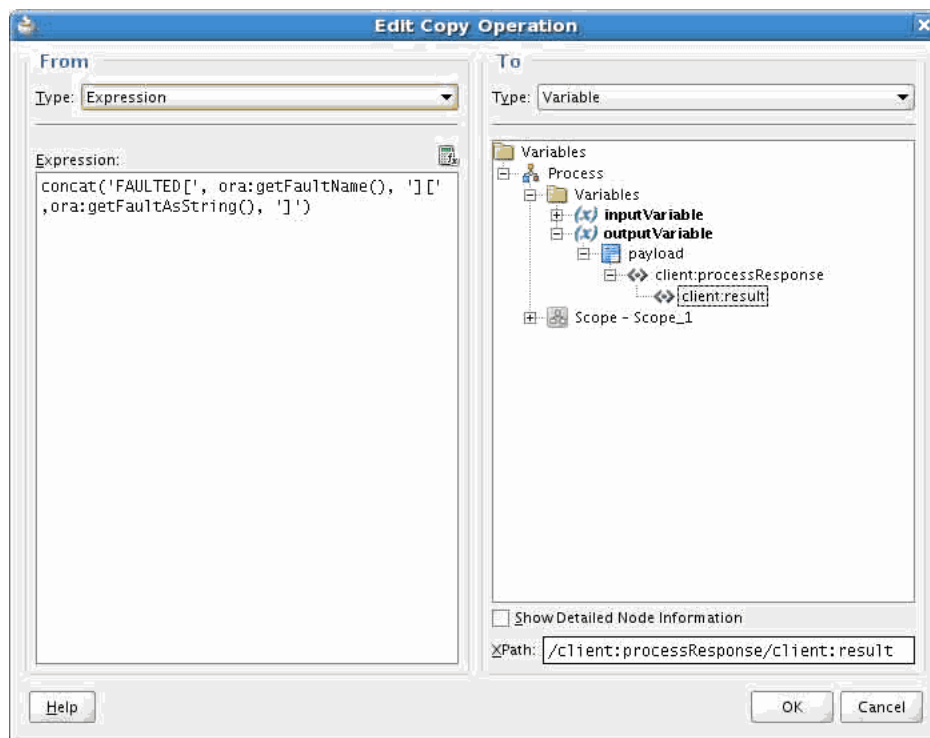 Edit Copy Operation
From
Type: Expression
Expression:
concat('FAULTED[', ora:getFaultName(), ']['
,ora:getFaultAsString(), ']')
To
Type: Variable
Variables
Process
Variables
(x) inputVariable
(x) outputVariable
payload
client:processResponse
client:result
Scope - Scope_1
Show Detailed Node Information
XPath: /client:processResponse/client:result
Help
OK
Cancel